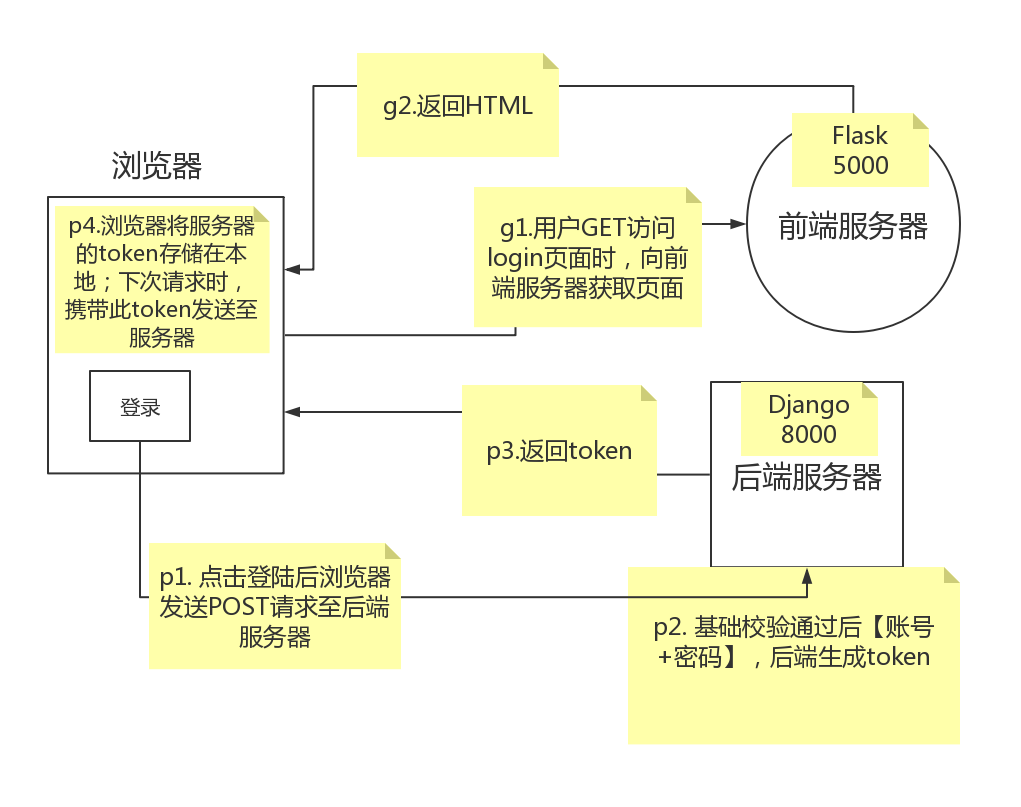 g2.返回HTML
Flask
5000
前端服务器
浏览器
p4.浏览器将服务器
的token存储在本
地；下次请求时，
携带此token发送至
服务器
登录
g1.用户GET访问
login页面时，向前
端服务器获取页面
p3.返回token
Django
8000
后端服务器
p1. 点击登陆后浏览器
发送POST请求至后端
服务器
p2. 基础校验通过后【账号
+密码】，后端生成token